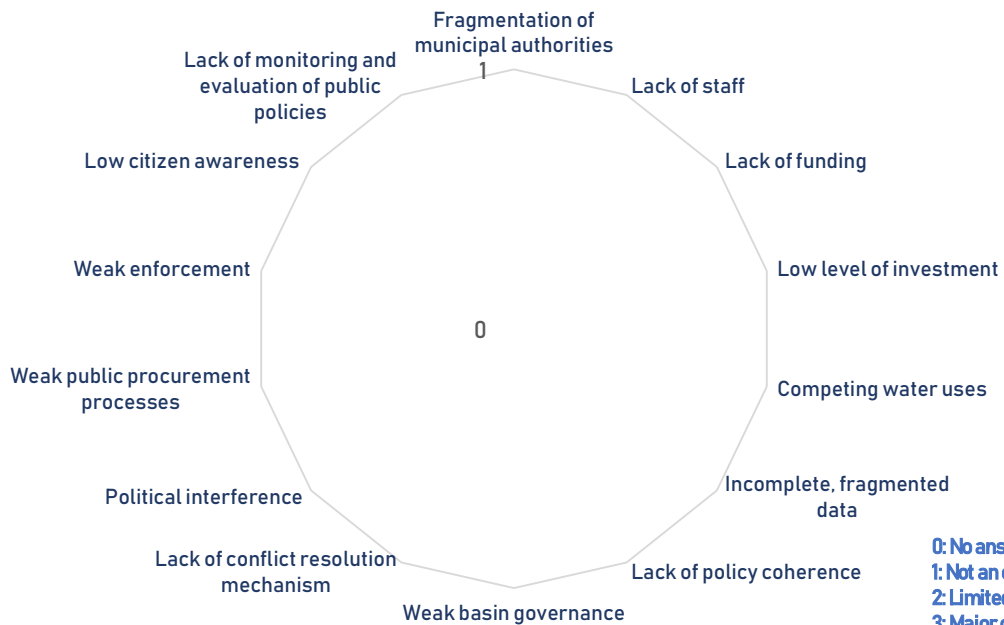 Fragmentation of
municipal authorities
1
Lack of staff
Lack of funding
Low level of investment
Competing water uses
Incomplete, fragmented
data
Lack of policy coherence
Weak basin governance
Lack of conflict resolution
mechanism
Political interference
Weak public procurement
processes
Weak enforcement
Low citizen awareness
Lack of monitoring and
evaluation of public
policies
0
0: No
1: Not an
2: Limited
3: Major